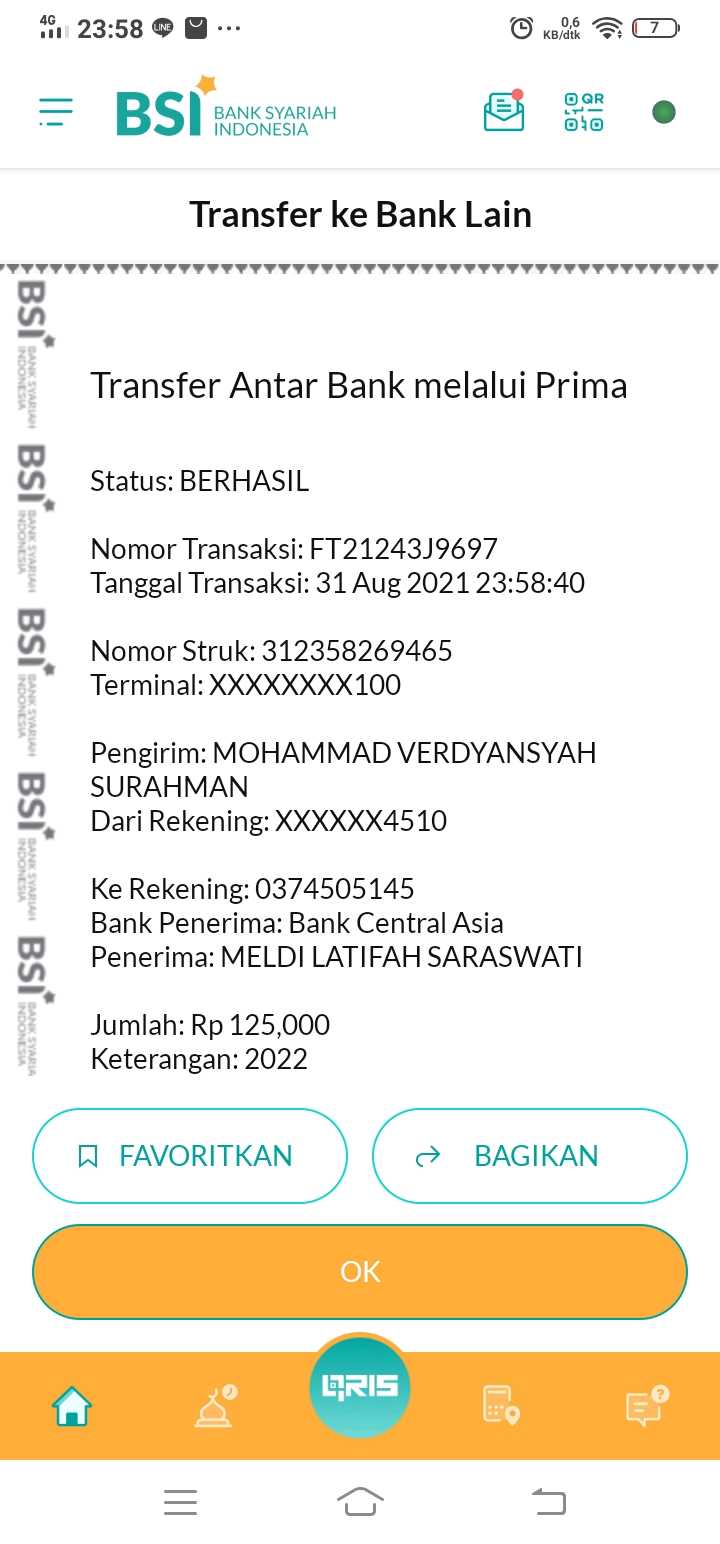 4G 23:58 LINE ... 0,6 KB/dtk 7
BSI BANK SYARIAH INDONESIA
QR
Transfer ke Bank Lain
BSI BANK SYARIAH INDONESIA
BSI BANK SYARIAH INDONESIA
BSI BANK SYARIAH INDONESIA
BSI BANK SYARIAH INDONESIA
BSI BANK SYARIA INDONESIA
Transfer Antar Bank melalui Prima
Status: BERHASIL
Nomor Transaksi: FT21243J9697
Tanggal Transaksi: 31 Aug 2021 23:58:40
Nomor Struk: 312358269465
Terminal: XXXXXXXX100
Pengirim: MOHAMMAD VERDYANSYAH
SURAHMAN
Dari Rekening: XXXXXX4510
Ke Rekening: 0374505145
Bank Penerima: Bank Central Asia
Penerima: MELDI LATIFAH SARASWATI
Jumlah: Rp 125,000
Keterangan: 2022
FAVORITKAN
BAGIKAN
OK
QRIS
?